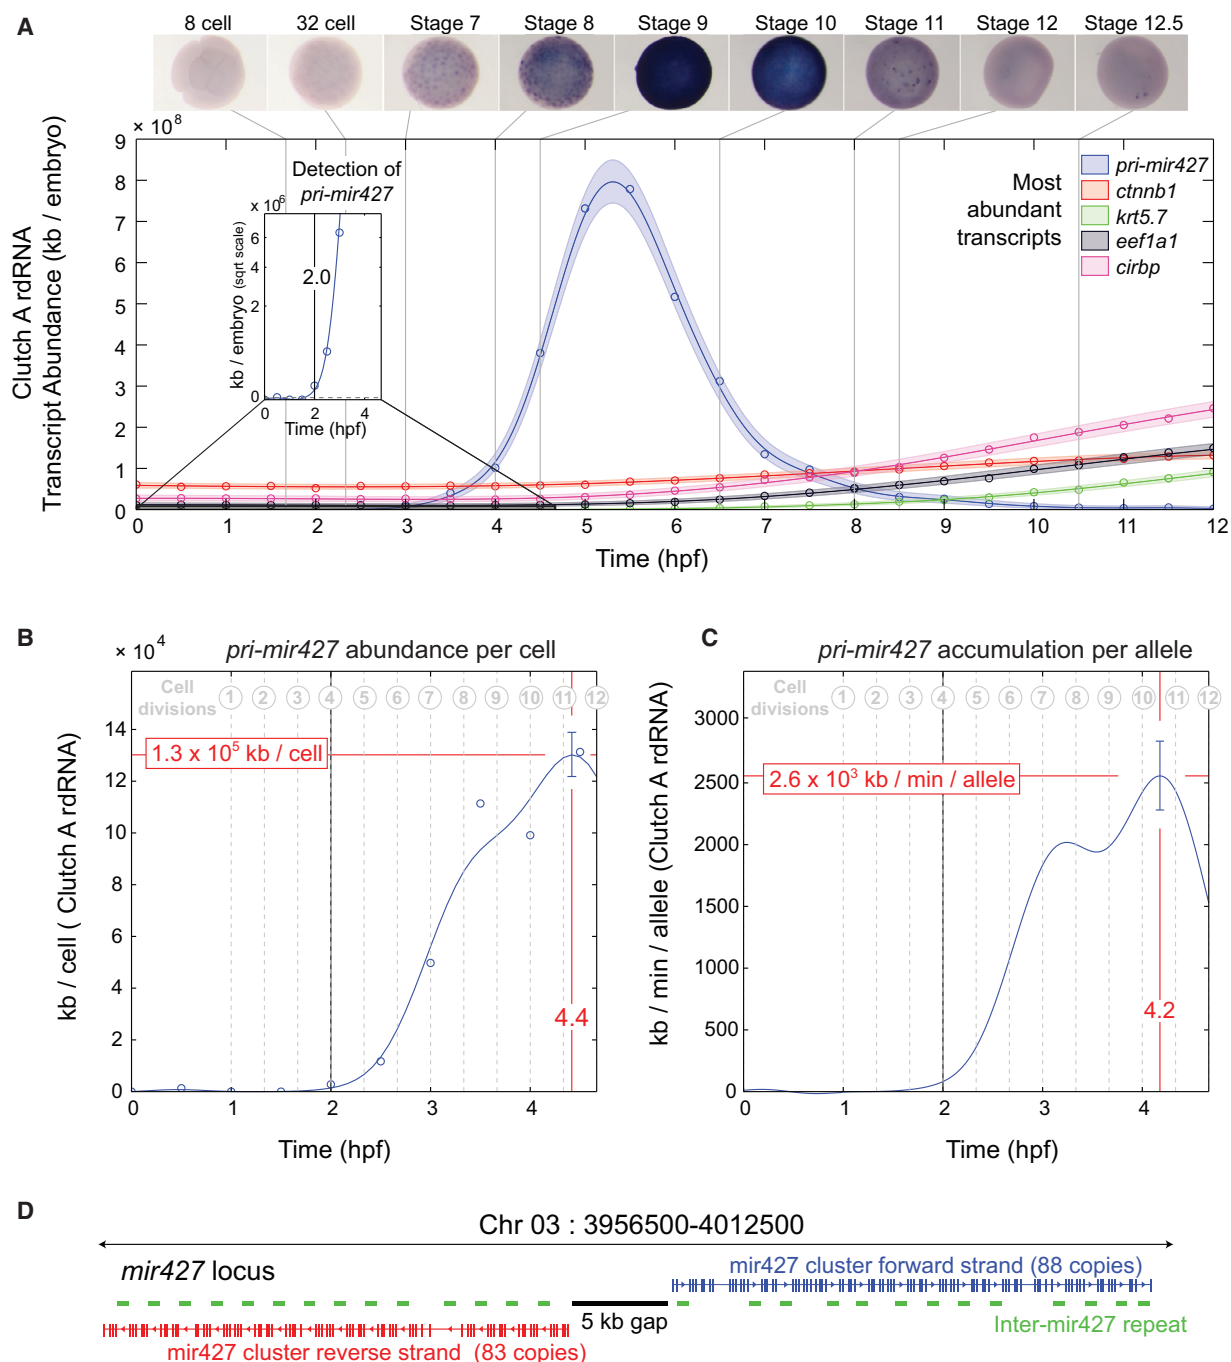 A
8 cell 32 cell Stage 7 Stage 8 Stage 9 Stage 10 Stage 11 Stage 12 Stage 12.5
× 10⁸
Clutch A rdRNA
Transcript Abundance (kb / embryo)
9
8
7
6
5
4
3
2
1
0
0 1 2 3 4 5 6 7 8 9 10 11 12
Time (hpf)
Detection of
pri-mir427
x 10⁶
kb / embryo (sqrt scale)
6
4
2
0
2.0
0 2 4
Time (hpf)
Most
abundant
transcripts
pri-mir427
ctnnb1
krt5.7
eef1a1
cirbp
B
× 10⁴
pri-mir427 abundance per cell
Cell
divisions
1 2 3 4 5 6 7 8 9 10 11 12
kb / cell ( Clutch A rdRNA)
14
12
10
8
6
4
2
0
1.3 x 10⁵ kb / cell
4.4
0 1 2 3 4
Time (hpf)
C
pri-mir427 accumulation per allele
Cell
divisions
1 2 3 4 5 6 7 8 9 10 11 12
kb / min / allele (Clutch A rdRNA)
3000
2500
2000
1500
1000
500
0
2.6 x 10³ kb / min / allele
4.2
0 1 2 3 4
Time (hpf)
D
Chr 03 : 3956500-4012500
mir427 locus
mir427 cluster forward strand (88 copies)
5 kb gap
Inter-mir427 repeat
mir427 cluster reverse strand (83 copies)